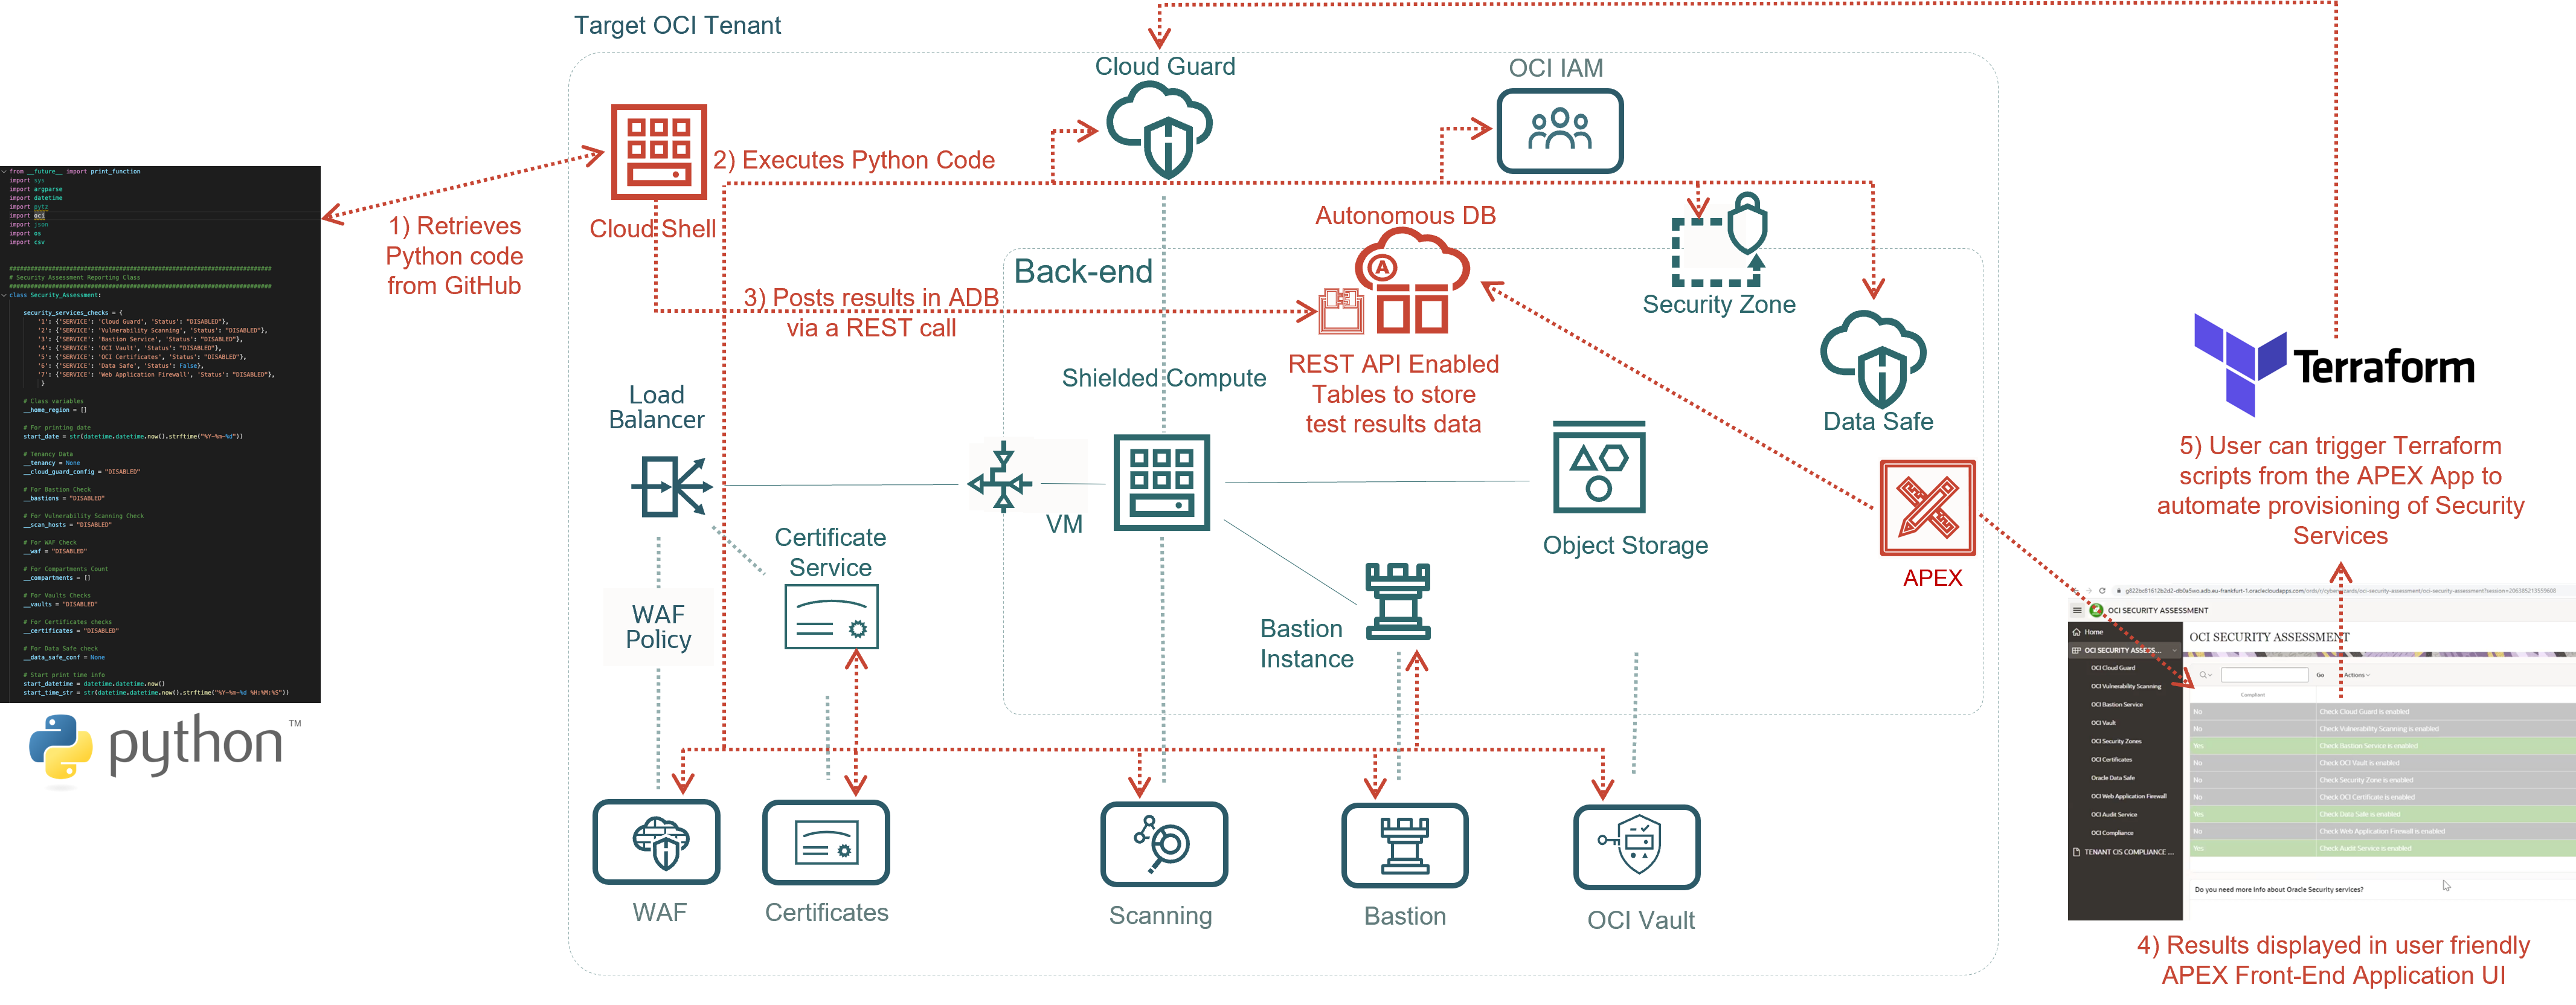 Target OCI Tenant
Cloud Guard
OCI IAM
2) Executes Python Code
Cloud Shell
1) Retrieves
Python code
from GitHub
Autonomous DB
Back-end
3) Posts results in ADB
via a REST call
Security Zone
REST API Enabled
Tables to store
test results data
Shielded Compute
Data Safe
Load
Balancer
VM
Certificate
Service
Object Storage
APEX
WAF
Policy
Bastion
Instance
WAF
Certificates
Scanning
Bastion
OCI Vault
Terraform
5) User can trigger Terraform
scripts from the APEX App to
automate provisioning of Security
Services
4) Results displayed in user friendly
APEX Front-End Application UI
from __future__ import print_function
import sys
import argparse
import datetime
import pytz
import oci
import json
import os
import csv
# Security Assessment Reporting Class
class Security_Assessment:
security_services_checks = {
'1': {'SERVICE': 'Cloud Guard', 'Status': "DISABLED"},
'2': {'SERVICE': 'Vulnerability Scanning', 'Status': "DISABLED"},
'3': {'SERVICE': 'Bastion Service', 'Status': "DISABLED"},
'4': {'SERVICE': 'OCI Vault', 'Status': "DISABLED"},
'5': {'SERVICE': 'OCI Certificates', 'Status': "DISABLED"},
'6': {'SERVICE': 'Data Safe', 'Status': False},
'7': {'SERVICE': 'Web Application Firewall', 'Status': "DISABLED"},
}
# Class variables
__home_region = []
# For printing date
start_date = str(datetime.datetime.now().strftime("%Y-%m-%d"))
# Tenancy Data
__tenancy = None
__cloud_guard_config = "DISABLED"
# For Bastion Check
__bastions = "DISABLED"
# For Vulnerability Scanning Check
__scan_hosts = "DISABLED"
# For WAF Check
__waf = "DISABLED"
# For Compartments Count
__compartments = []
# For Vaults Checks
__vaults = "DISABLED"
# For Certificates checks
__certificates = "DISABLED"
# For Data Safe check
__data_safe_conf = None
# Start print time info
start_datetime = datetime.datetime.now()
start_time_str = str(datetime.datetime.now().strftime("%Y-%m-%d %H:%M:%S"))
python™
OCI SECURITY ASSESSMENT
Home
OCI SECURITY ASSESS...
OCI Cloud Guard
OCI Vulnerability Scanning
OCI Bastion Service
OCI Vault
OCI Security Zones
OCI Certificates
Oracle Data Safe
OCI Web Application Firewall
OCI Audit Service
OCI Compliance
TENANT CIS COMPLIANCE ...
OCI SECURITY ASSESSMENT
Go Actions
Compliant
No Check Cloud Guard is enabled
No Check Vulnerability Scanning is enabled
Yes Check Bastion Service is enabled
No Check OCI Vault is enabled
No Check Security Zone is enabled
No Check OCI Certificate is enabled
Yes Check Data Safe is enabled
No Check Web Application Firewall is enabled
Yes Check Audit Service is enabled
Do you need more info about Oracle Security services?